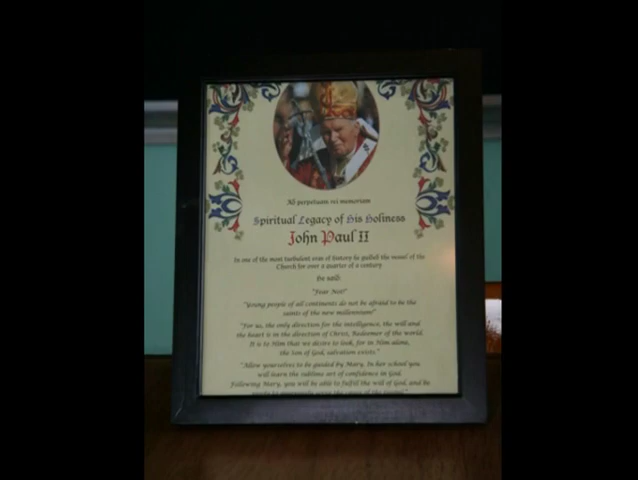 Ad perpetuam rei memoriam
Spiritual Legacy of His Holiness
John Paul II
In one of the most turbulent eras of history he guided the vessel of the
Church for over a quarter of a century
He said:
"Fear Not!"
"Young people of all continents do not be afraid to be the
saints of the new millennium!"
"For us, the only direction for the intelligence, the will and
the heart is in the direction of Christ, Redeemer of the world.
It is to Him that we desire to look, for in Him alone,
the Son of God, salvation exists."
"Allow yourselves to be guided by Mary. In her school you
will learn the sublime art of confidence in God.
Following Mary, you will be able to fulfill the will of God, and be